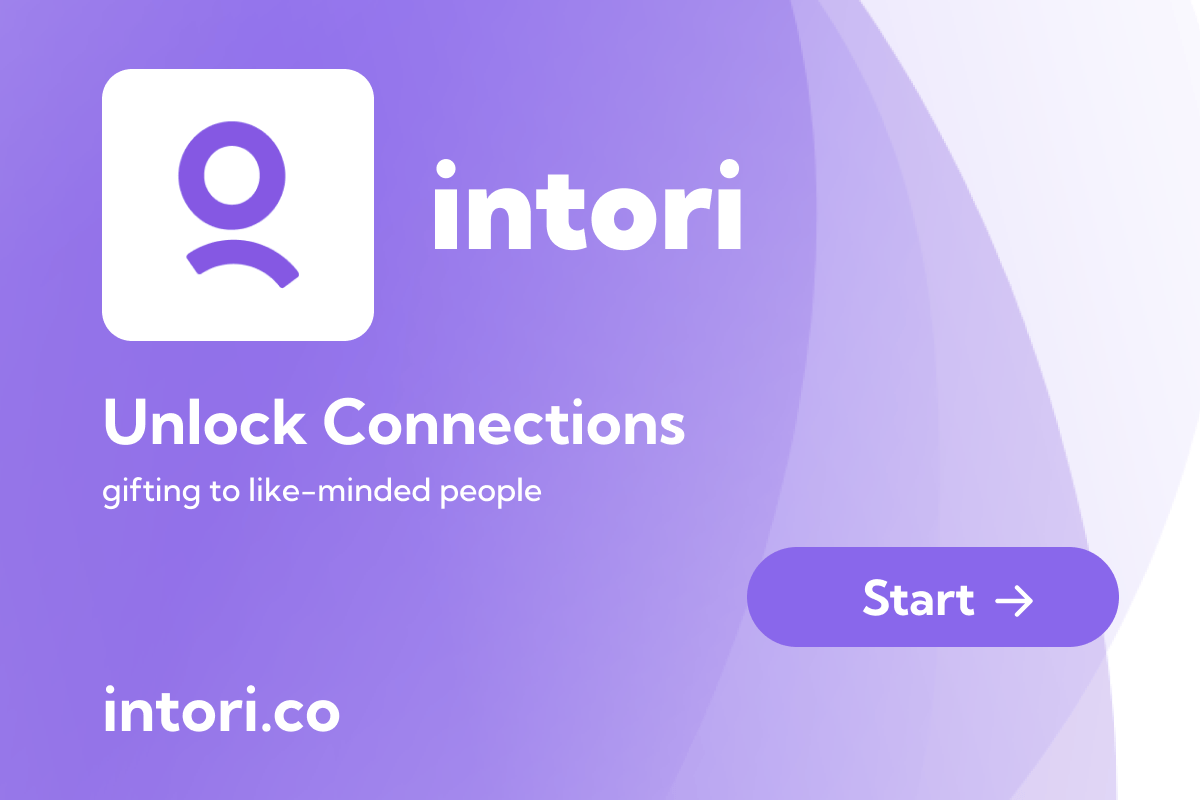 intori
Unlock Connections
gifting to like-minded people
Start →
intori.co